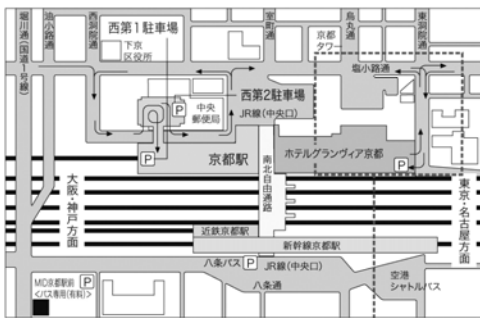 堀川通(国道1号線)
油小路通
西洞院通
西第1駐車場
下京
区役所
室町通
京都
タワー
烏丸通
東洞院通
塩小路通
P
中央
郵便局
西第2駐車場
JR線(中央口)
P
京都駅
南北自由通路
ホテルグランヴィア京都
P
大阪・神戸方面
東京・名古屋方面
近鉄京都駅
新幹線京都駅
八条バス
P
JR線(中央口)
八条通
空港
シャトルバス
MID京都駅前
P
<バス専用(有料)>